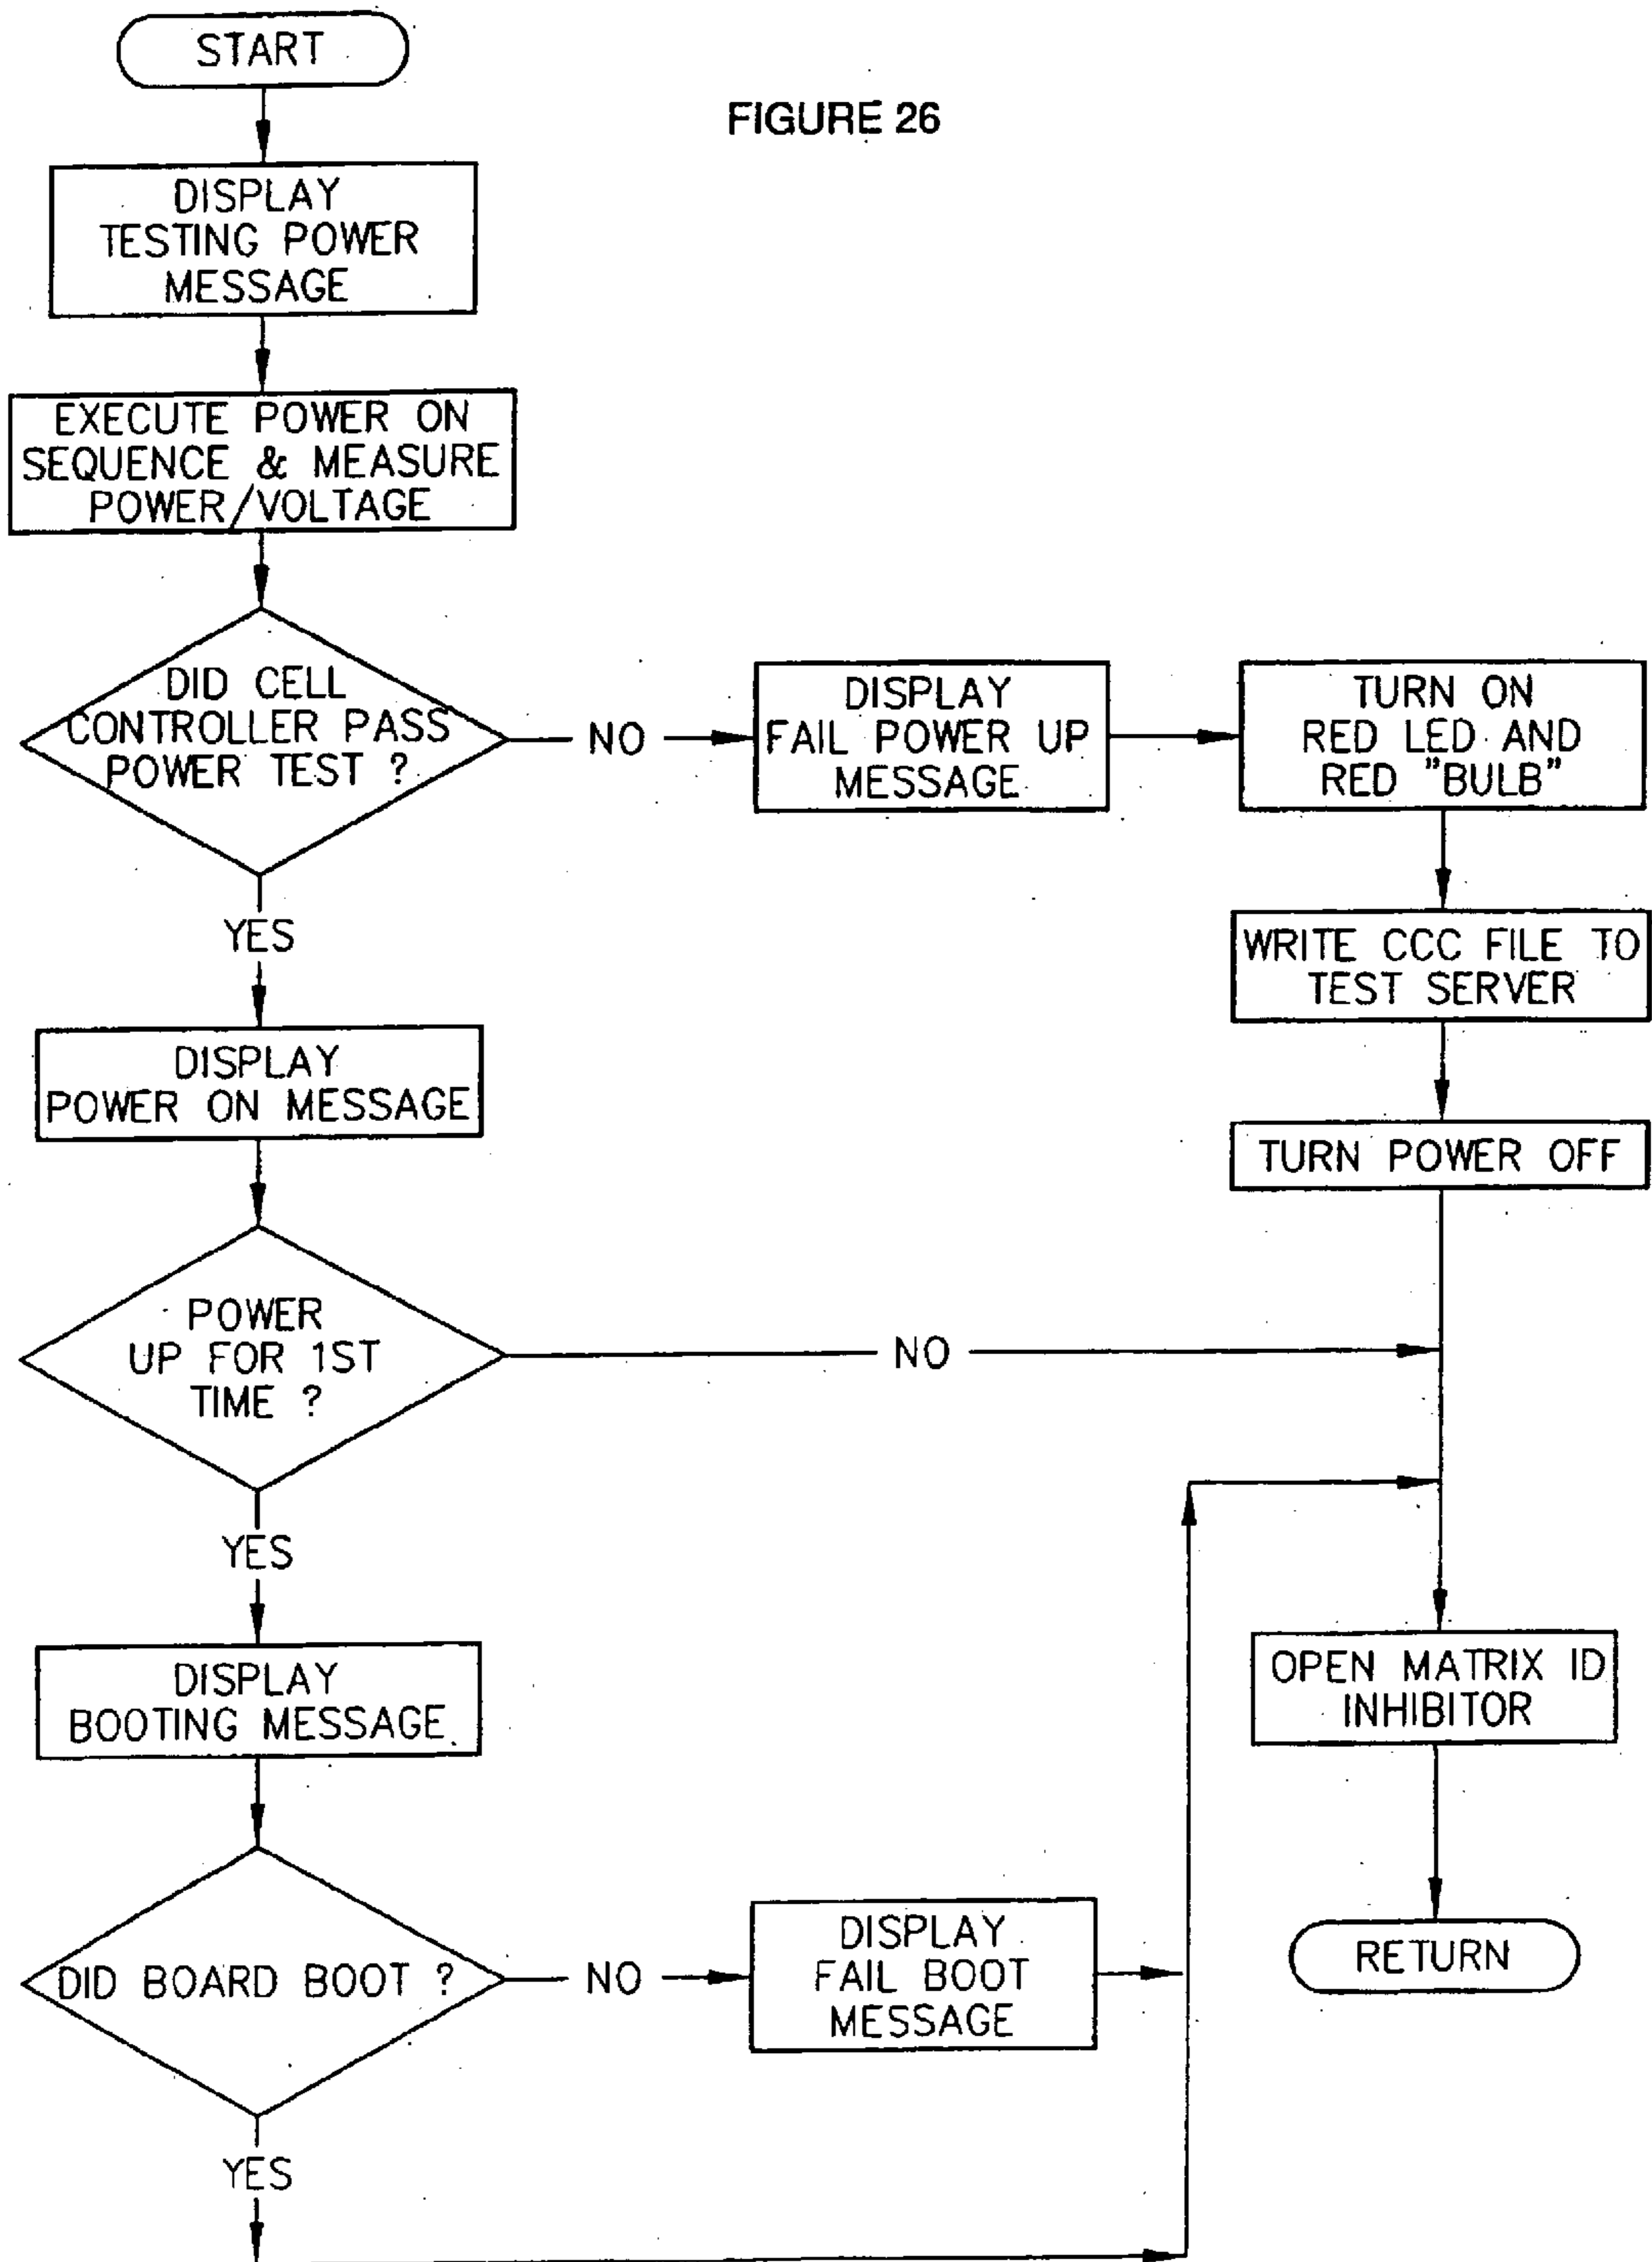 START
FIGURE 26
DISPLAY
TESTING POWER
MESSAGE
EXECUTE POWER ON
SEQUENCE & MEASURE
POWER/VOLTAGE
DID CELL
CONTROLLER PASS
POWER TEST ?
NO
DISPLAY
FAIL POWER UP
MESSAGE
TURN ON
RED LED AND
RED "BULB"
YES
WRITE CCC FILE TO
TEST SERVER
DISPLAY
POWER ON MESSAGE
TURN POWER OFF
POWER
UP FOR 1ST
TIME ?
NO
YES
DISPLAY
BOOTING MESSAGE
OPEN MATRIX ID
INHIBITOR
DID BOARD BOOT ?
NO
DISPLAY
FAIL BOOT
MESSAGE
RETURN
YES